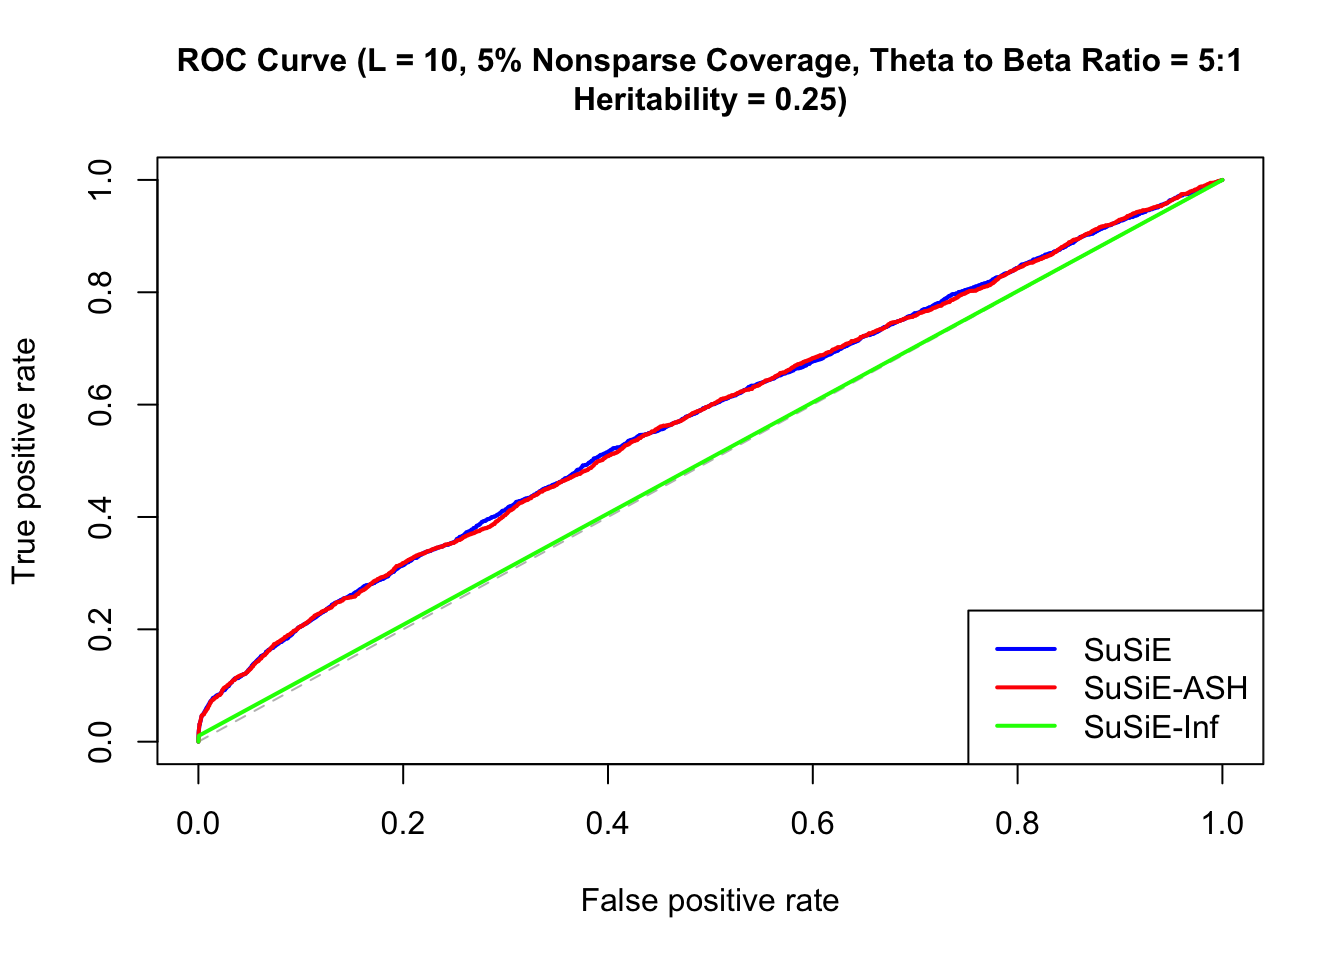 ROC Curve (L = 10, 5% Nonsparse Coverage, Theta to Beta Ratio = 5:1
Heritability = 0.25)
True positive rate
1.0
0.8
0.6
0.4
0.2
0.0
SuSiE
SuSiE-ASH
SuSiE-Inf
0.0 0.2 0.4 0.6 0.8 1.0
False positive rate